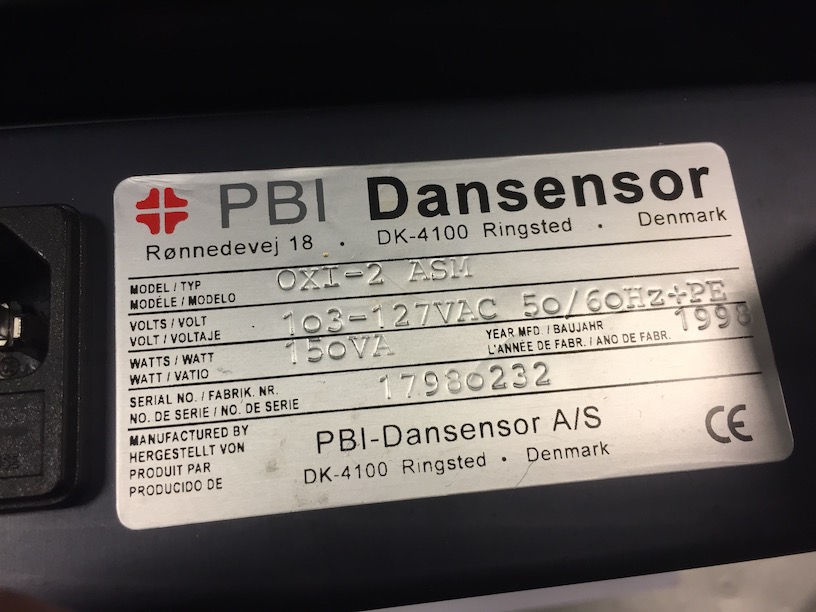 PBI Dansensor
Rønnedevej 18 · DK-4100 Ringsted · Denmark
MODEL / TYP
MODÉLE / MODELO
OXI-2 ASM
VOLTS / VOLT
VOLT / VOLTAJE
103-127VAC 50/60Hz+PE
WATTS / WATT
WATT / VATIO
150VA
YEAR MFD. / BAUJAHR
L'ANNÉE DE FABR. / ANO DE FABR.
1998
SERIAL NO. / FABRIK. NR.
NO. DE SERIE / NO. DE SERIE
17980232
MANUFACTURED BY
HERGESTELLT VON
PRODUIT PAR
PRODUCIDO DE
PBI-Dansensor A/S
DK-4100 Ringsted · Denmark
CE